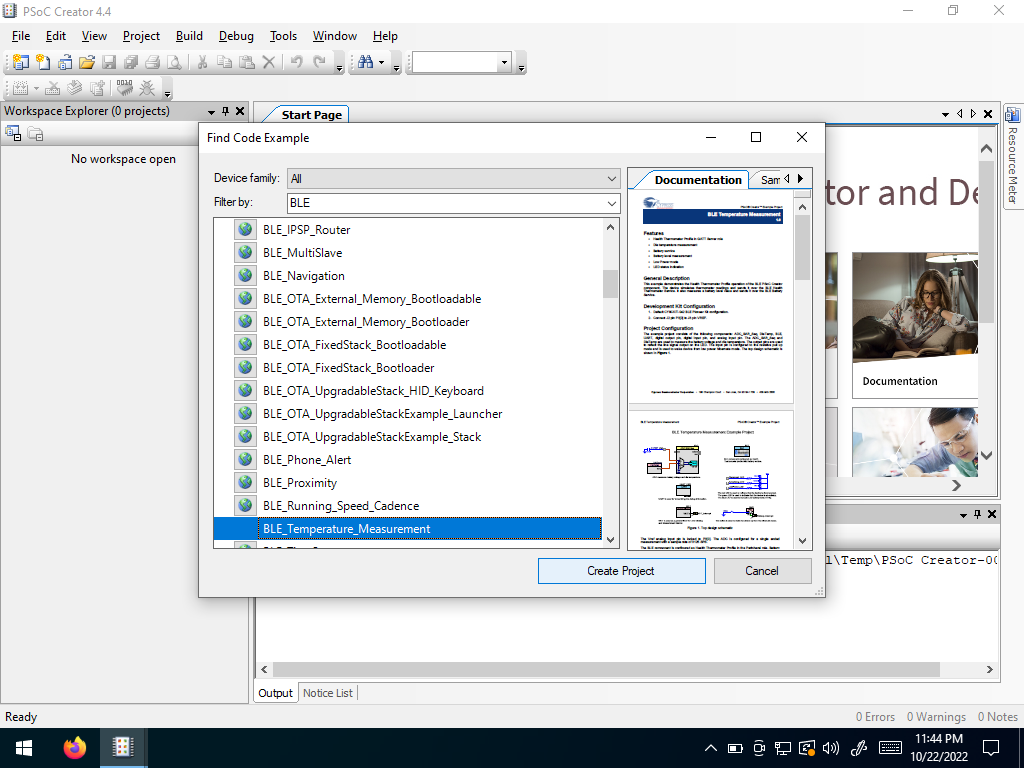 PSoC Creator 4.4
File Edit View Project Build Debug Tools Window Help
Workspace Explorer (0 projects)
No workspace open
Start Page
Resource Meter
tor and De
Documentation
Find Code Example
Device family: All
Filter by: BLE
BLE_IPSP_Router
BLE_MultiSlave
BLE_Navigation
BLE_OTA_External_Memory_Bootloadable
BLE_OTA_External_Memory_Bootloader
BLE_OTA_FixedStack_Bootloadable
BLE_OTA_FixedStack_Bootloader
BLE_OTA_UpgradableStack_HID_Keyboard
BLE_OTA_UpgradableStackExample_Launcher
BLE_OTA_UpgradableStackExample_Stack
BLE_Phone_Alert
BLE_Proximity
BLE_Running_Speed_Cadence
BLE_Temperature_Measurement
Documentation Sam
BLE Temperature Measurement
Features
General Description
Development Kit Configuration
Project Configuration
BLE Temperature Measurement Example Project
Create Project Cancel
l\Temp\PSoC Creator-00
Output Notice List
Ready 0 Errors 0 Warnings 0 Notes
11:44 PM
10/22/2022